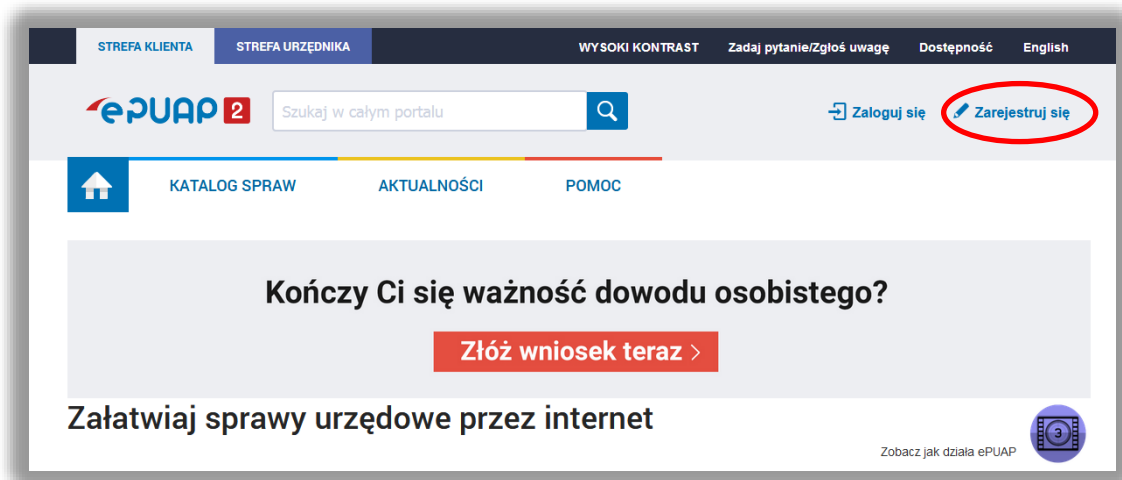 STREFA KLIENTA STREFA URZĘDNIKA WYSOKI KONTRAST Zadaj pytanie/Zgłoś uwagę Dostępność English
ePUAP 2 Szukaj w całym portalu Zaloguj się Zarejestruj się
KATALOG SPRAW AKTUALNOŚCI POMOC
Kończy Ci się ważność dowodu osobistego?
Złóż wniosek teraz >
Załatwiaj sprawy urzędowe przez internet
3
Zobacz jak działa ePUAP